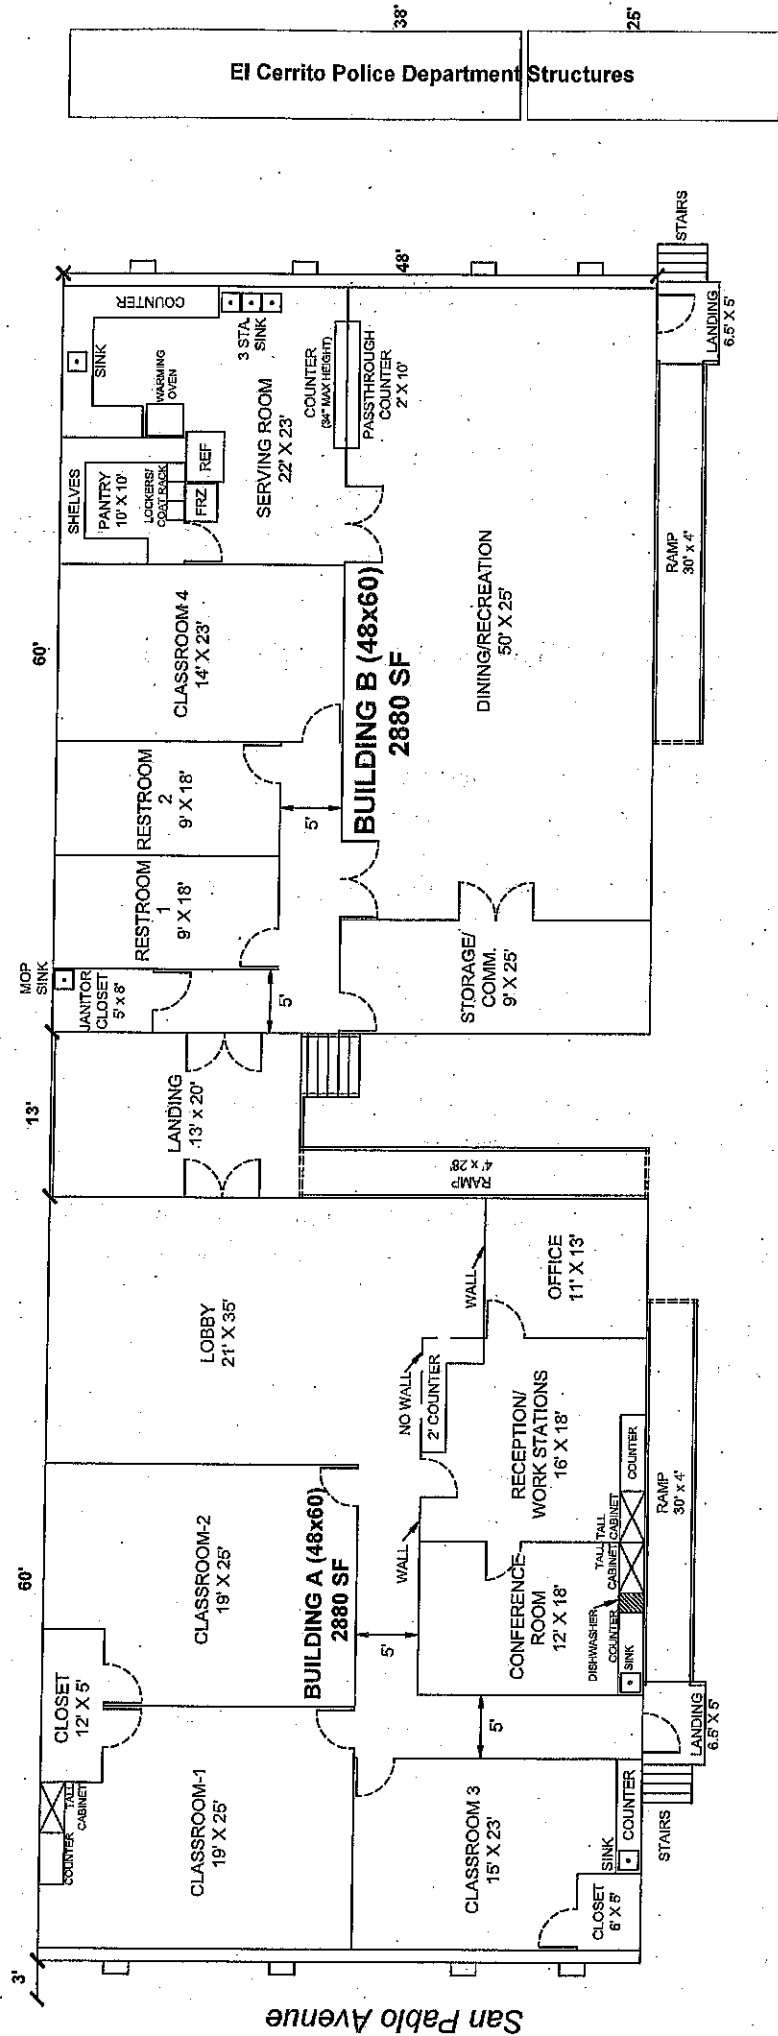 38'
25'
El Cerrito Police Department Structures
48'
STAIRS
LANDING
6.5' X 5'
COUNTER
SINK
WARMING
OVEN
3 STA.
SINK
SHELVES
PANTRY
10' X 10'
LOCKERS/
COAT RACK
REF
FRZ
SERVING ROOM
22' X 23'
COUNTER
(34" MAX HEIGHT)
PASSTHROUGH
COUNTER
2' X 10'
RAMP
30' x 4'
60'
CLASSROOM-4
14' X 23'
BUILDING B (48x60)
2880 SF
DINING/RECREATION
50' X 25'
RESTROOM
2
9' X 18'
5'
RESTROOM
1
9' X 18'
MOP
SINK
JANITOR
CLOSET
5' x 8'
5'
STORAGE/
COMM.
9' X 25'
13'
LANDING
13' x 20'
RAMP
4' x 28'
LOBBY
21' X 35'
WALL
OFFICE
11' X 13'
NO WALL
2' COUNTER
RECEPTION/
WORK STATIONS
16' X 18'
COUNTER
TALL
CABINET
RAMP
30' x 4'
60'
CLASSROOM-2
19' X 25'
BUILDING A (48x60)
2880 SF
WALL
5'
CONFERENCE
ROOM
12' X 18'
TALL
CABINET
DISHWASHER
COUNTER
SINK
CLOSET
12' X 5'
5'
LANDING
6.5' X 5'
STAIRS
TALL
CABINET
COUNTER
CLASSROOM-1
19' X 25'
CLASSROOM 3
15' X 23'
SINK
COUNTER
CLOSET
6' X 5'
3'
San Pablo Avenue